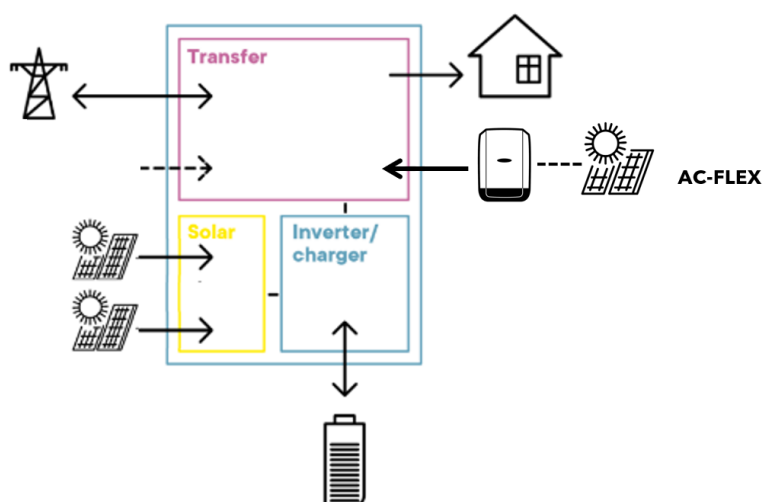 Transfer
AC-FLEX
Solar
Inverter/
charger